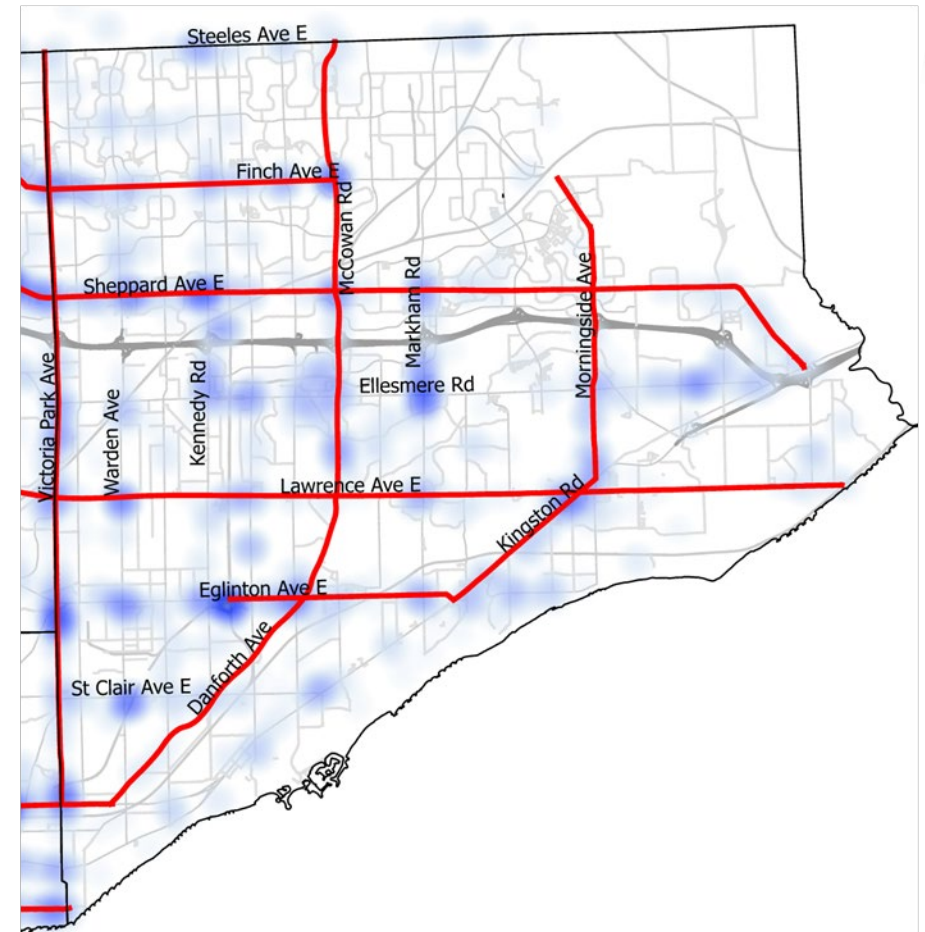 Steeles Ave E
Finch Ave E
McCowan Rd
Sheppard Ave E
Markham Rd
Morningside Ave
Victoria Park Ave
Warden Ave
Kennedy Rd
Ellesmere Rd
Lawrence Ave E
Kingston Rd
Eglinton Ave E
Danforth Ave
St Clair Ave E